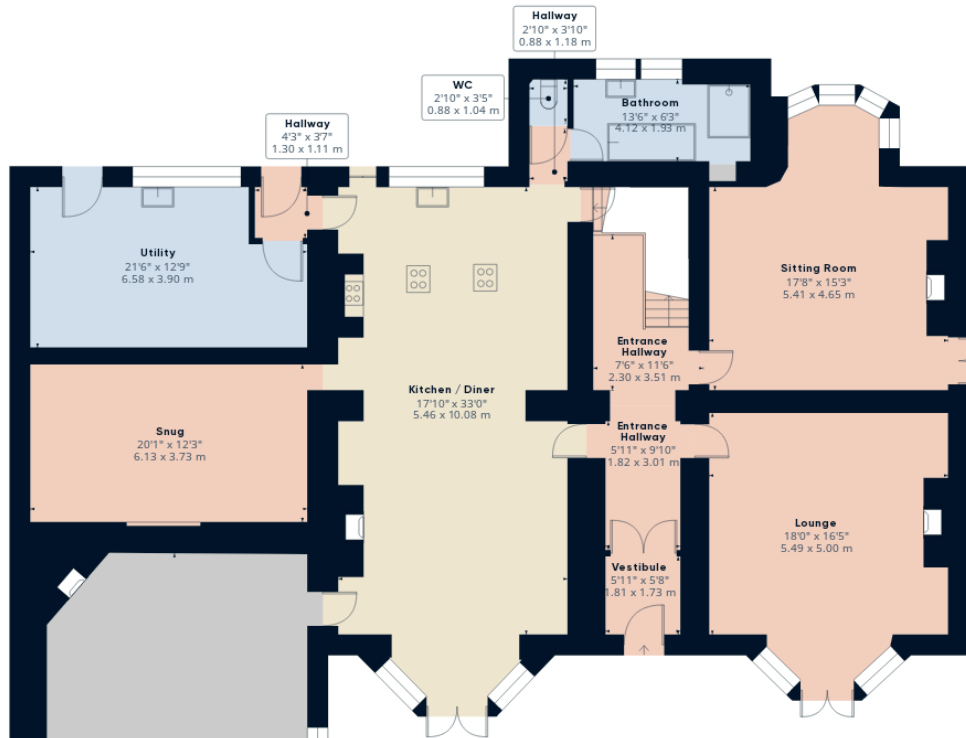 Hallway
2'10" x 3'10"
0.88 x 1.18 m
WC
2'10" x 3'5"
0.88 x 1.04 m
Bathroom
13'6" x 6'3"
4.12 x 1.93 m
Hallway
4'3" x 3'7"
1.30 x 1.11 m
Utility
21'6" x 12'9"
6.58 x 3.90 m
Sitting Room
17'8" x 15'3"
5.41 x 4.65 m
Entrance
Hallway
7'6" x 11'6"
2.30 x 3.51 m
Kitchen / Diner
17'10" x 33'0"
5.46 x 10.08 m
Snug
20'1" x 12'3"
6.13 x 3.73 m
Entrance
Hallway
5'11" x 9'10"
1.82 x 3.01 m
Lounge
18'0" x 16'5"
5.49 x 5.00 m
Vestibule
5'11" x 5'8"
1.81 x 1.73 m